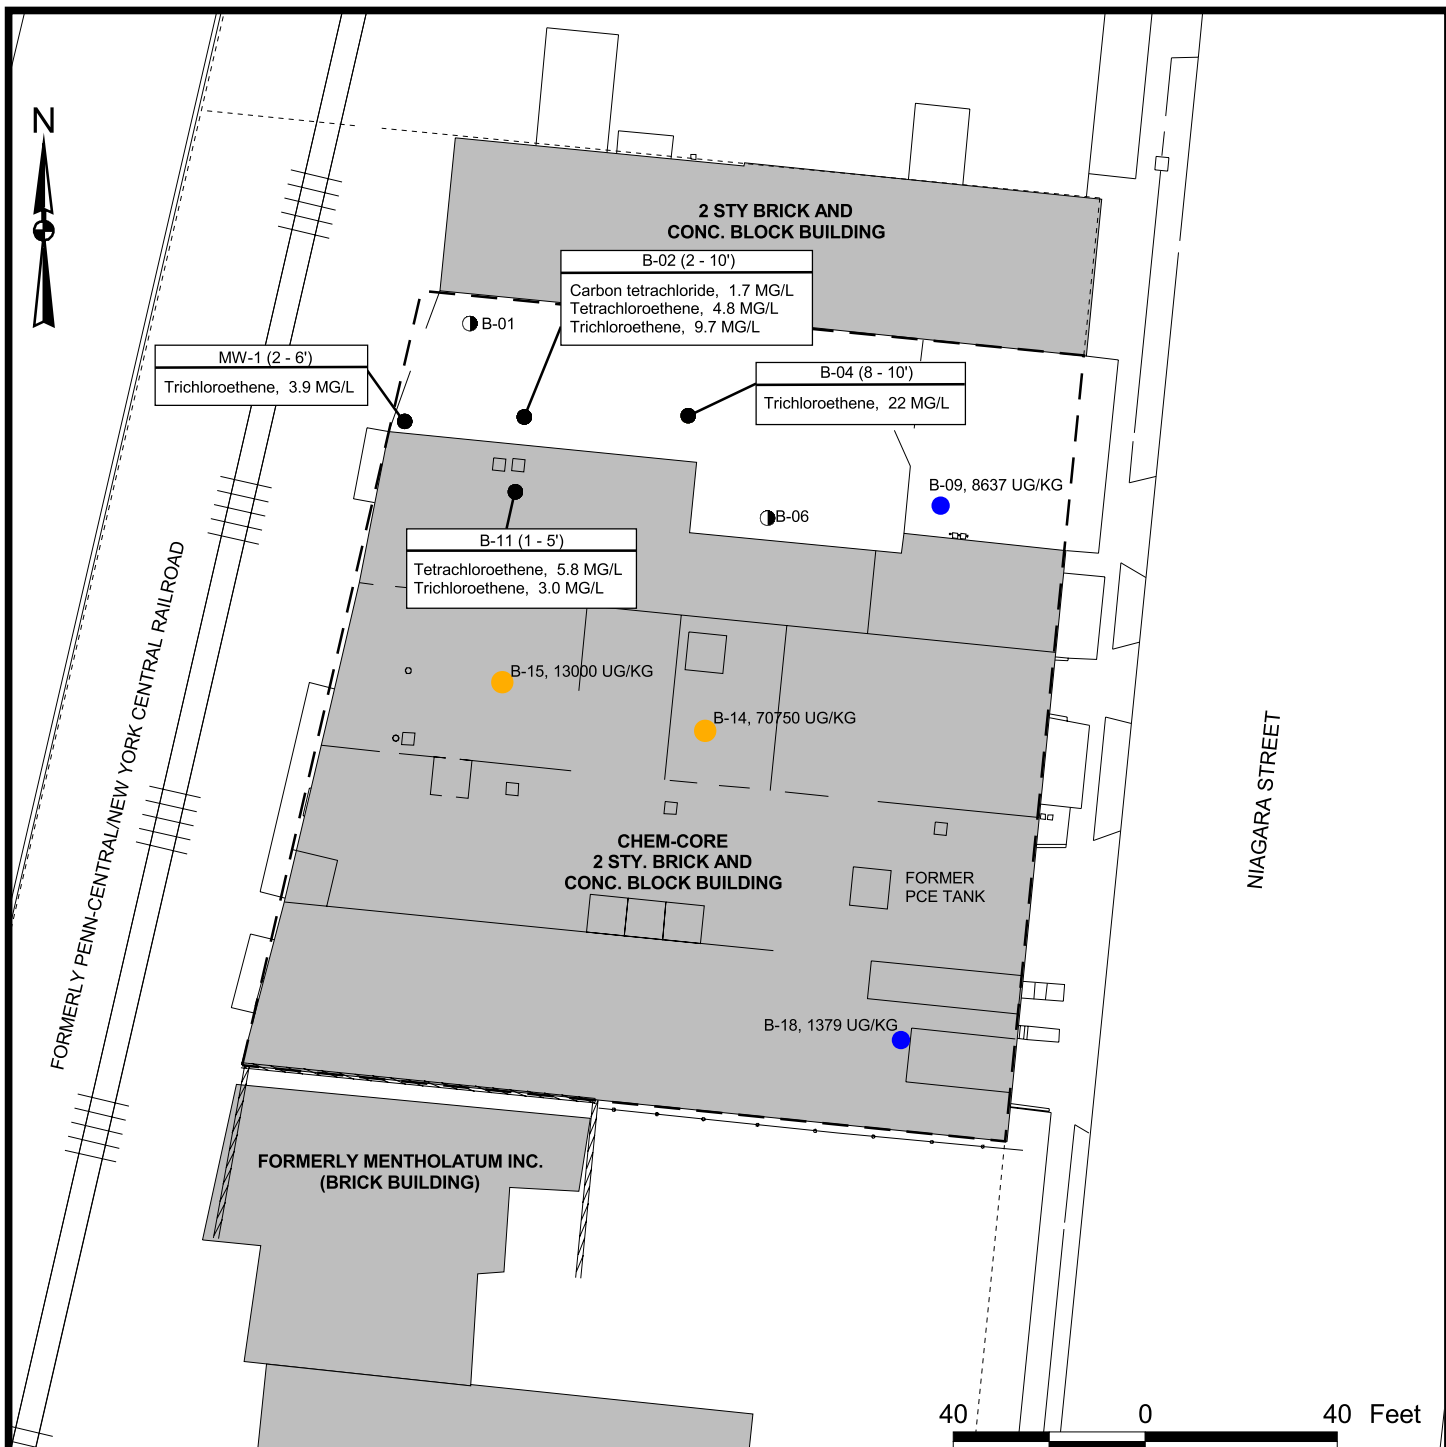 N
2 STY BRICK AND
CONC. BLOCK BUILDING
B-02 (2 - 10')
Carbon tetrachloride, 1.7 MG/L
Tetrachloroethene, 4.8 MG/L
Trichloroethene, 9.7 MG/L
B-01
MW-1 (2 - 6')
Trichloroethene, 3.9 MG/L
B-04 (8 - 10')
Trichloroethene, 22 MG/L
B-09, 8637 UG/KG
B-06
B-11 (1 - 5')
Tetrachloroethene, 5.8 MG/L
Trichloroethene, 3.0 MG/L
FORMERLY PENN-CENTRAL/NEW YORK CENTRAL RAILROAD
B-15, 13000 UG/KG
B-14, 70750 UG/KG
NIAGARA STREET
CHEM-CORE
2 STY. BRICK AND
CONC. BLOCK BUILDING
FORMER
PCE TANK
B-18, 1379 UG/KG
FORMERLY MENTHOLATUM INC.
(BRICK BUILDING)
40 0 40 Feet